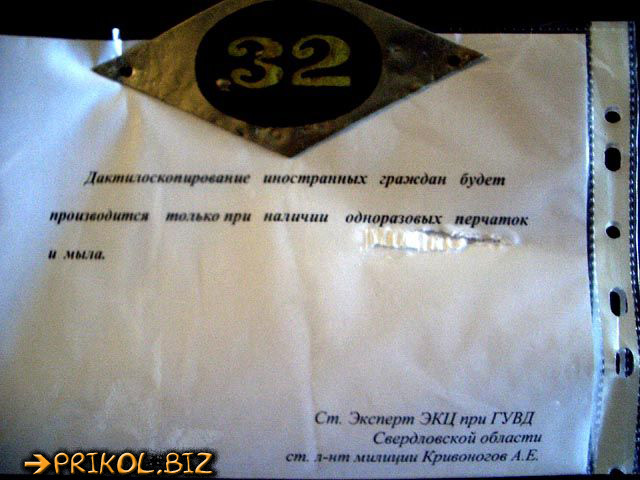 32
Дактилоскопирование иностранных граждан будет
производится только при наличии одноразовых перчаток
и мыла.
Ст. Эксперт ЭКЦ при ГУВД
Свердловской области
ст. л-нт милиции Кривоногов А.Е.
PRIKOL.BIZ